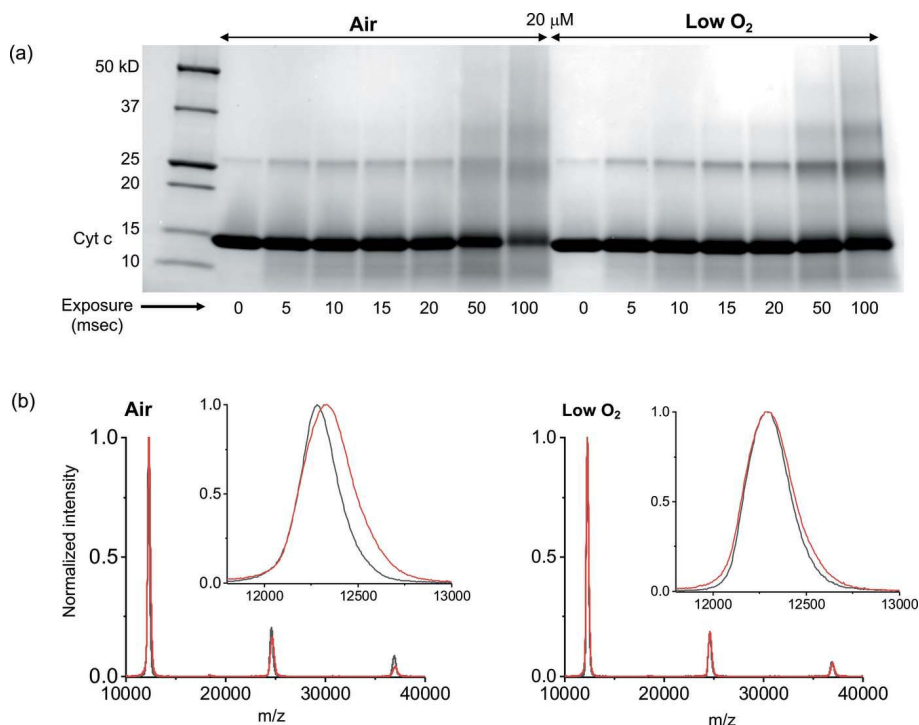 Air 20 μM Low O₂
(a)
50 kD
37
25
20
15
Cyt c
10
Exposure (msec) 0 5 10 15 20 50 100 0 5 10 15 20 50 100
(b)
Air
Normalized intensity
1.0
0.5
0.0
10000 20000 30000 40000
m/z
1.0
0.5
0.0
12000 12500 13000
Low O₂
1.0
0.5
0.0
10000 20000 30000 40000
m/z
1.0
0.5
0.0
12000 12500 13000